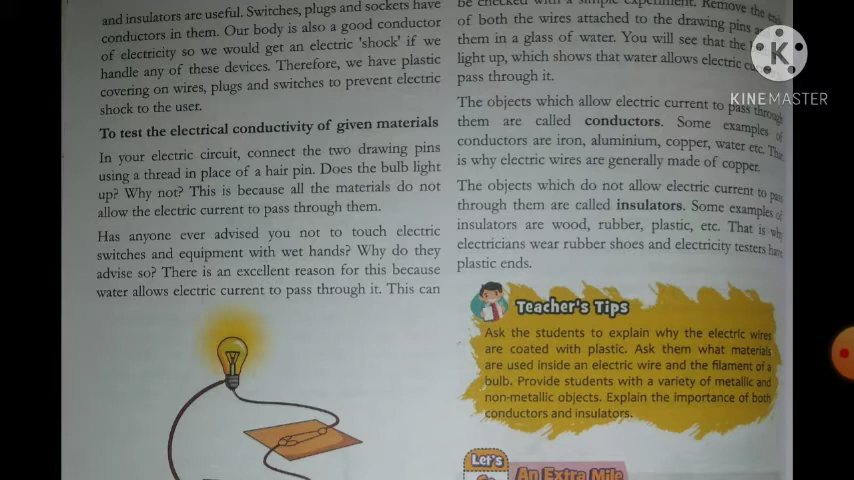 and insulators are useful. Switches, plugs and sockets have
conductors in them. Our body is also a good conductor
of electricity so we would get an electric 'shock' if we
handle any of these devices. Therefore, we have plastic
covering on wires, plugs and switches to prevent electric
shock to the user.
To test the electrical conductivity of given materials
In your electric circuit, connect the two drawing pins
using a thread in place of a hair pin. Does the bulb light
up? Why not? This is because all the materials do not
allow the electric current to pass through them.
Has anyone ever advised you not to touch electric
switches and equipment with wet hands? Why do they
advise so? There is an excellent reason for this because
water allows electric current to pass through it. This can
be checked with a simple experiment. Remove the
of both the wires attached to the drawing pins
them in a glass of water. You will see that the
light up, which shows that water allows electric
pass through it.
The objects which allow electric current to pass through
them are called conductors. Some examples of
conductors are iron, aluminium, copper, water etc. That
is why electric wires are generally made of copper.
The objects which do not allow electric current to pass
through them are called insulators. Some examples of
insulators are wood, rubber, plastic, etc. That is why
electricians wear rubber shoes and electricity testers have
plastic ends.
Teacher's Tips
Ask the students to explain why the electric wires
are coated with plastic. Ask them what materials
are used inside an electric wire and the filament of a
bulb. Provide students with a variety of metallic and
non-metallic objects. Explain the importance of both
conductors and insulators.
Let's
An Extra Mile
K
KINEMASTER